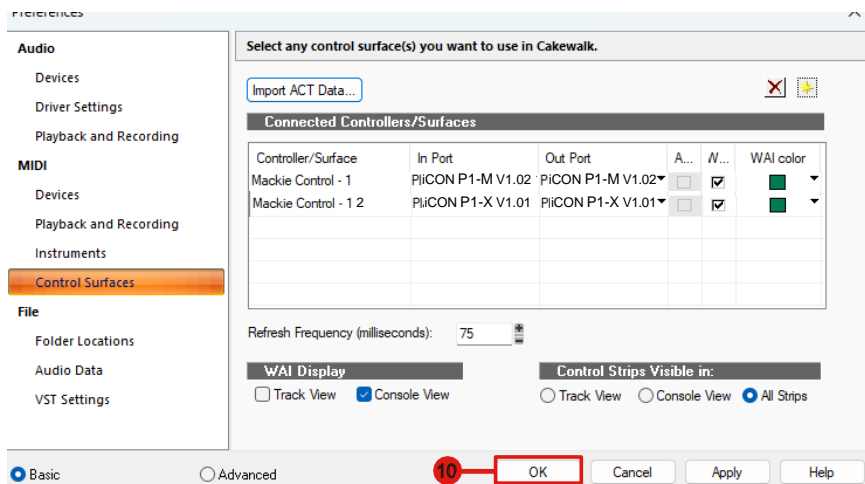 Preferences
Audio
Devices
Driver Settings
Playback and Recording
MIDI
Devices
Playback and Recording
Instruments
Control Surfaces
File
Folder Locations
Audio Data
VST Settings
Basic
Advanced
Select any control surface(s) you want to use in Cakewalk.
Import ACT Data...
Connected Controllers/Surfaces
Controller/Surface In Port Out Port A... W... WAI color
Mackie Control - 1 PliCON P1-M V1.02 PliCON P1-M V1.02
Mackie Control - 1 2 PliCON P1-X V1.01 PliCON P1-X V1.01
Refresh Frequency (milliseconds): 75
WAI Display
Track View Console View
Control Strips Visible in:
Track View Console View All Strips
10 OK Cancel Apply Help